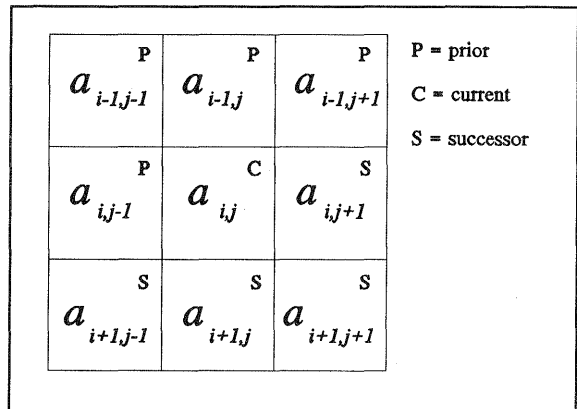 P P P P = prior
a i-1,j-1 a i-1,j a i-1,j+1
C = current
S = successor
P C S
a i,j-1 a i,j a i,j+1
S S S
a i+1,j-1 a i+1,j a i+1,j+1